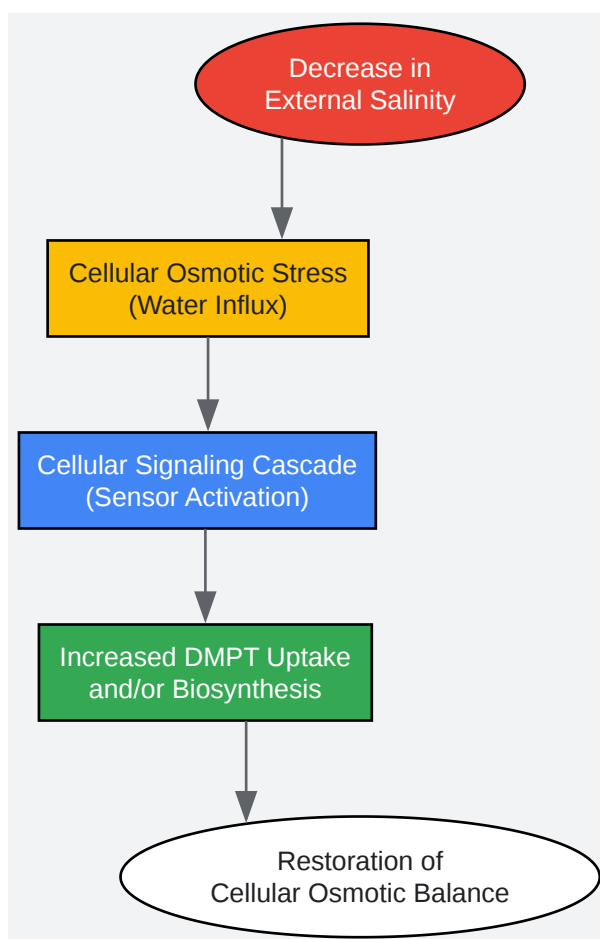 Decrease in
External Salinity
Cellular Osmotic Stress
(Water Influx)
Cellular Signaling Cascade
(Sensor Activation)
Increased DMPT Uptake
and/or Biosynthesis
Restoration of
Cellular Osmotic Balance